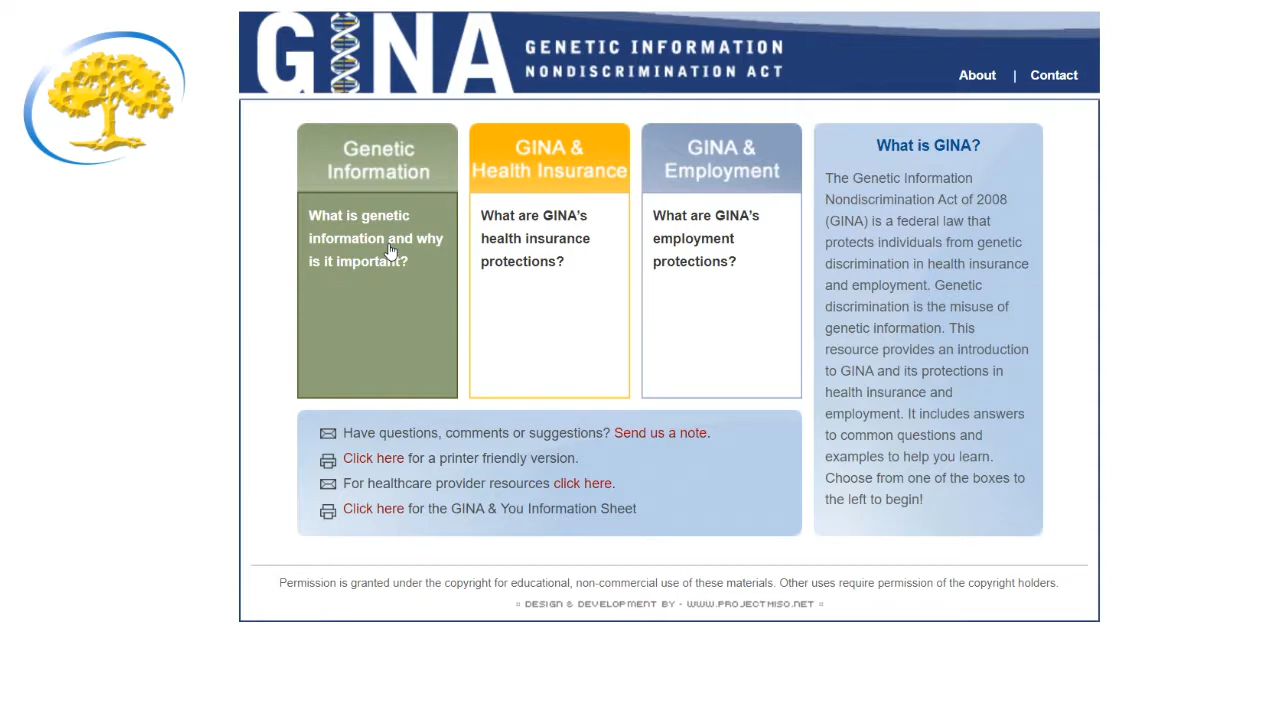 GINA
GENETIC INFORMATION
NONDISCRIMINATION ACT
About | Contact
Genetic
Information
What is genetic
information and why
is it important?
GINA &
Health Insurance
What are GINA's
health insurance
protections?
GINA &
Employment
What are GINA's
employment
protections?
What is GINA?
The Genetic Information
Nondiscrimination Act of 2008
(GINA) is a federal law that
protects individuals from genetic
discrimination in health insurance
and employment. Genetic
discrimination is the misuse of
genetic information. This
resource provides an introduction
to GINA and its protections in
health insurance and
employment. It includes answers
to common questions and
examples to help you learn.
Choose from one of the boxes to
the left to begin!
Have questions, comments or suggestions? Send us a note.
Click here for a printer friendly version.
For healthcare provider resources click here.
Click here for the GINA & You Information Sheet
Permission is granted under the copyright for educational, non-commercial use of these materials. Other uses require permission of the copyright holders.
:: DESIGN & DEVELOPMENT BY - WWW.PROJECTMISO.NET ::